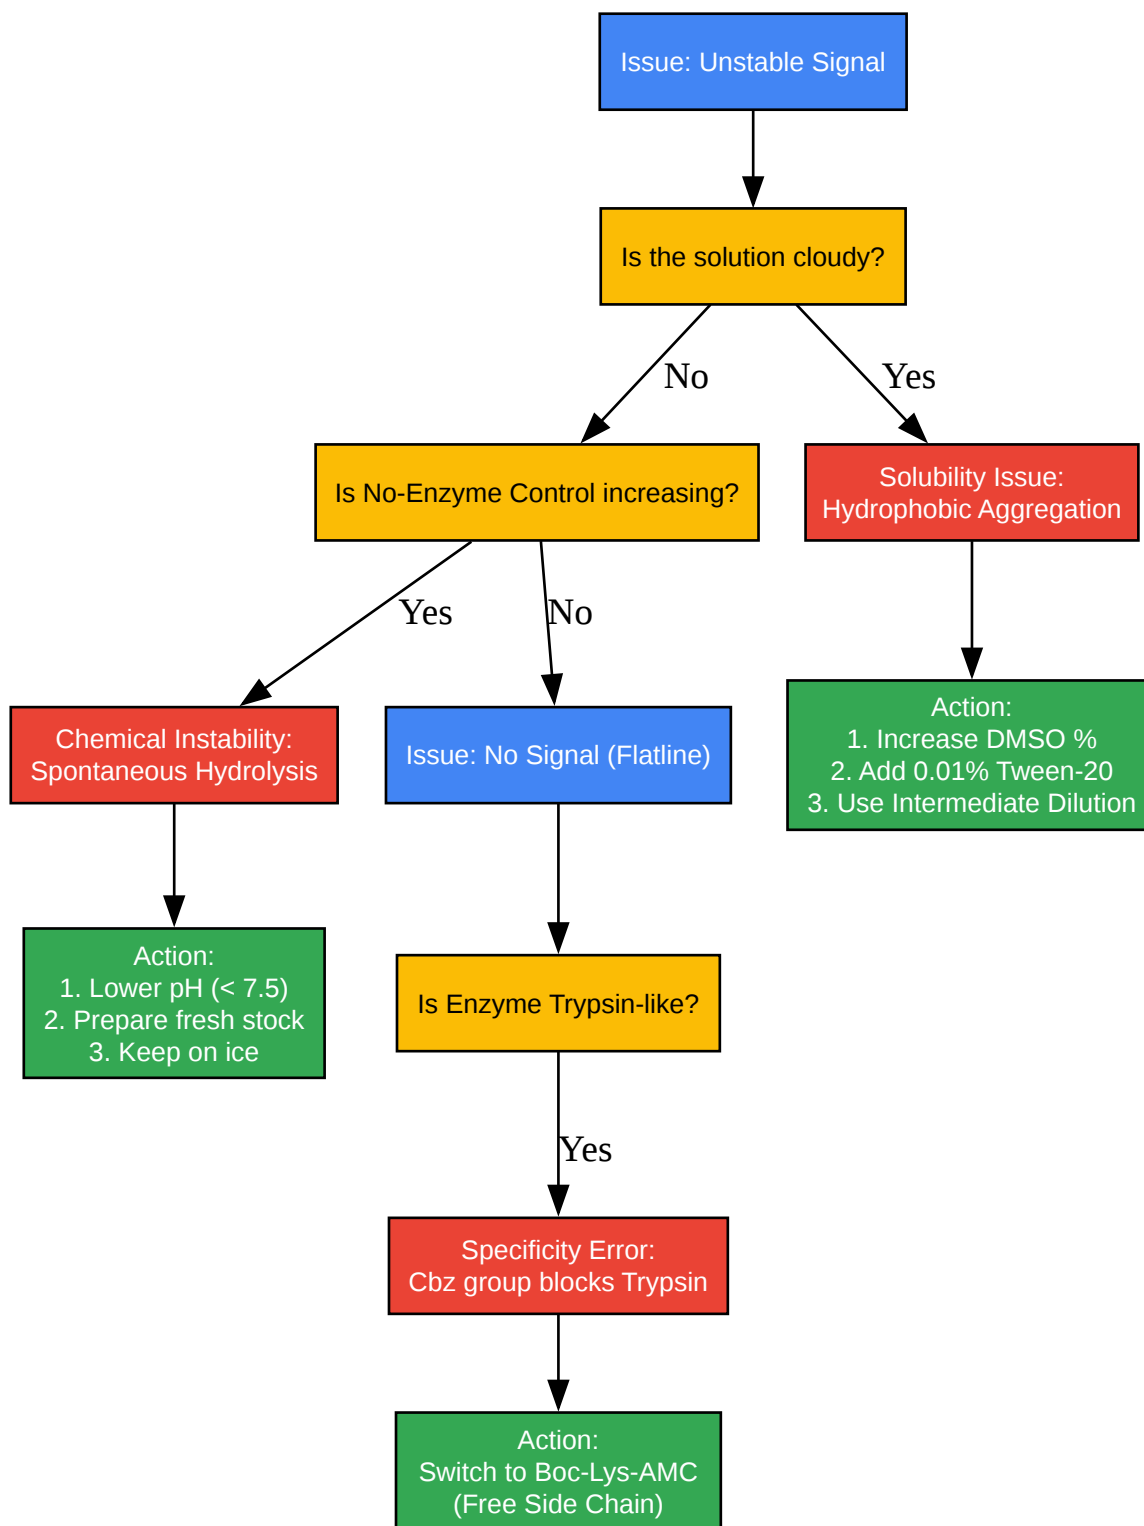 Issue: Unstable Signal
Is the solution cloudy?
No
Yes
Is No-Enzyme Control increasing?
Solubility Issue:
Hydrophobic Aggregation
Yes
No
Chemical Instability:
Spontaneous Hydrolysis
Issue: No Signal (Flatline)
Action:
1. Increase DMSO %
2. Add 0.01% Tween-20
3. Use Intermediate Dilution
Action:
1. Lower pH (< 7.5)
2. Prepare fresh stock
3. Keep on ice
Is Enzyme Trypsin-like?
Yes
Specificity Error:
Cbz group blocks Trypsin
Action:
Switch to Boc-Lys-AMC
(Free Side Chain)